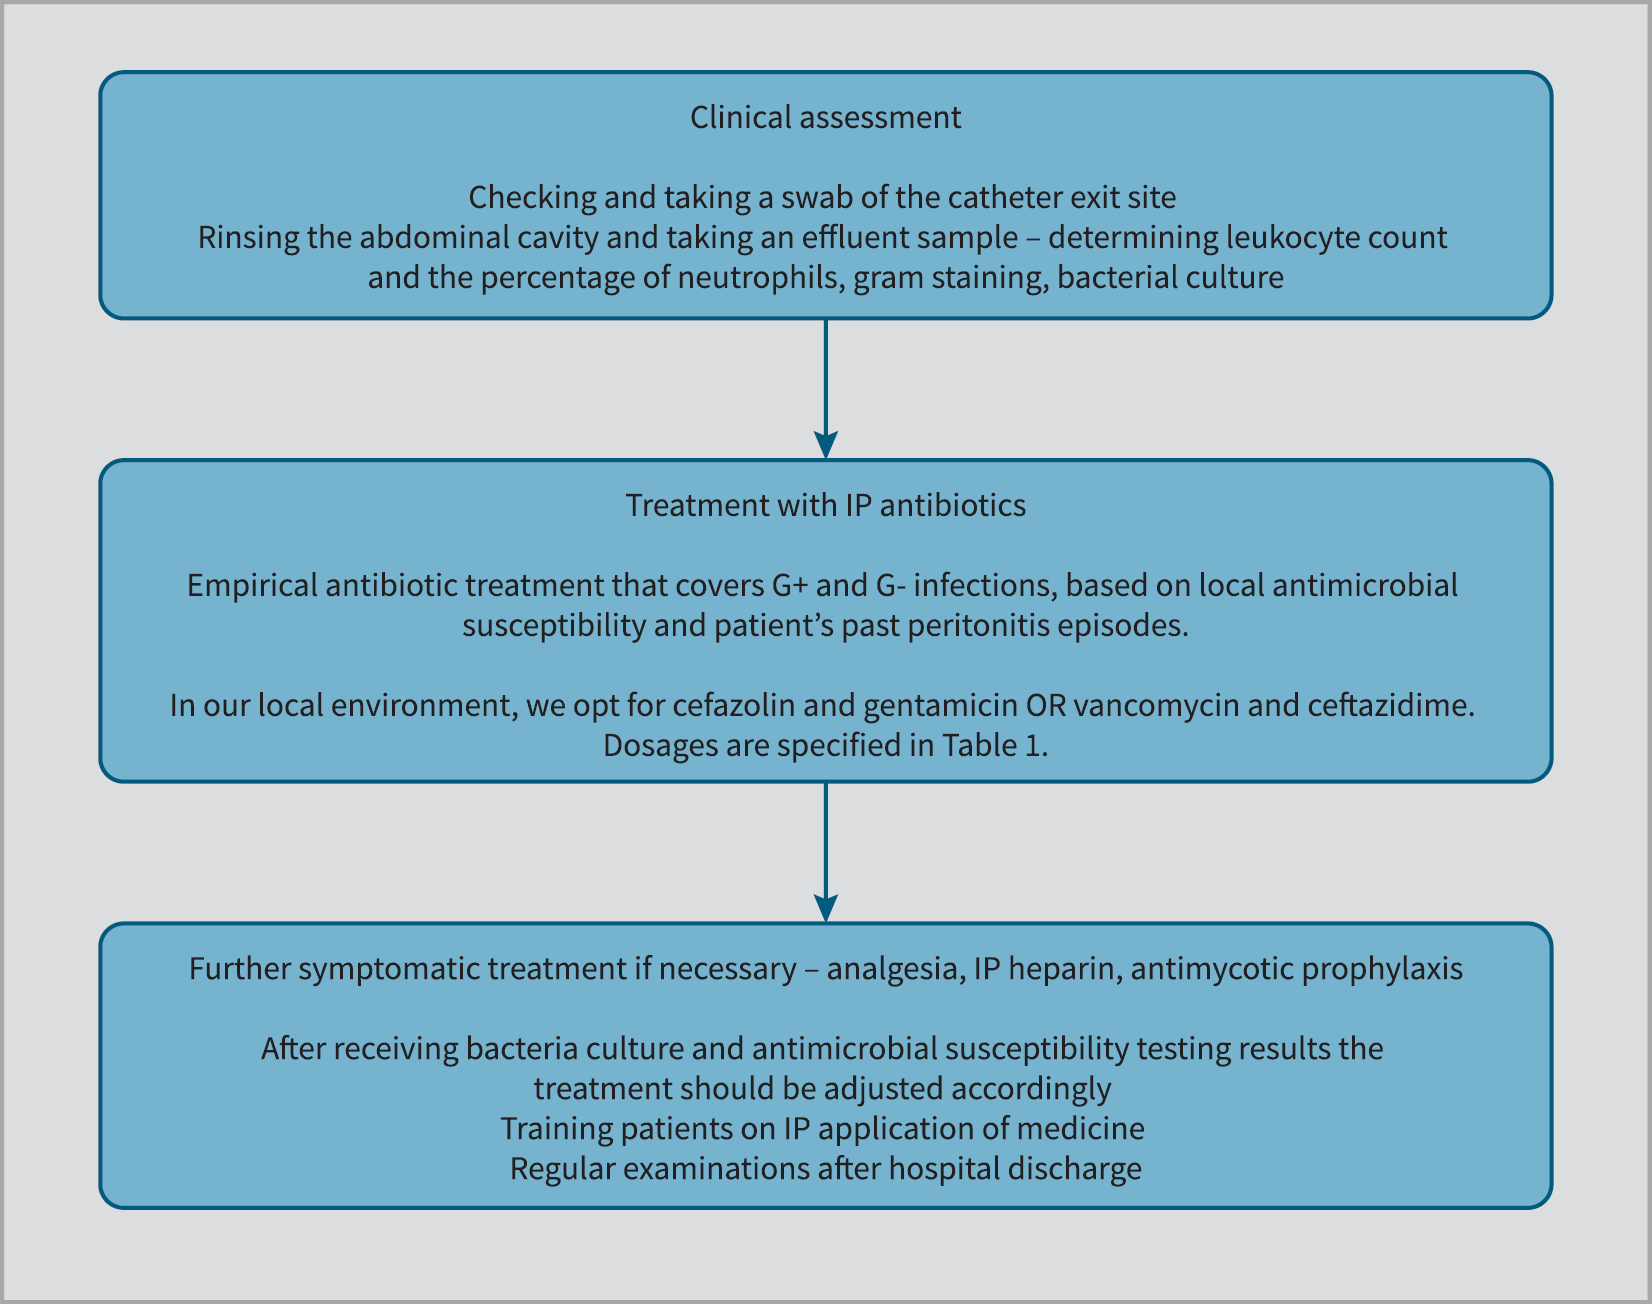 Clinical assessment
Checking and taking a swab of the catheter exit site
Rinsing the abdominal cavity and taking an effluent sample – determining leukocyte count
and the percentage of neutrophils, gram staining, bacterial culture
Treatment with IP antibiotics
Empirical antibiotic treatment that covers G+ and G- infections, based on local antimicrobial
susceptibility and patient’s past peritonitis episodes.
In our local environment, we opt for cefazolin and gentamicin OR vancomycin and ceftazidime.
Dosages are specified in Table 1.
Further symptomatic treatment if necessary – analgesia, IP heparin, antimycotic prophylaxis
After receiving bacteria culture and antimicrobial susceptibility testing results the
treatment should be adjusted accordingly
Training patients on IP application of medicine
Regular examinations after hospital discharge